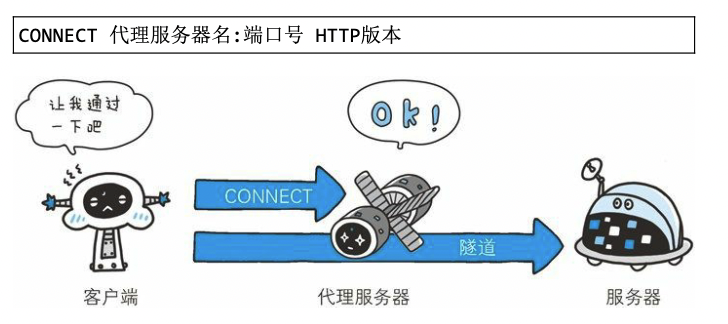 CONNECT 代理服务器名:端口号 HTTP版本
让我通过
一下吧
Ok!
CONNECT
隧道
客户端
代理服务器
服务器